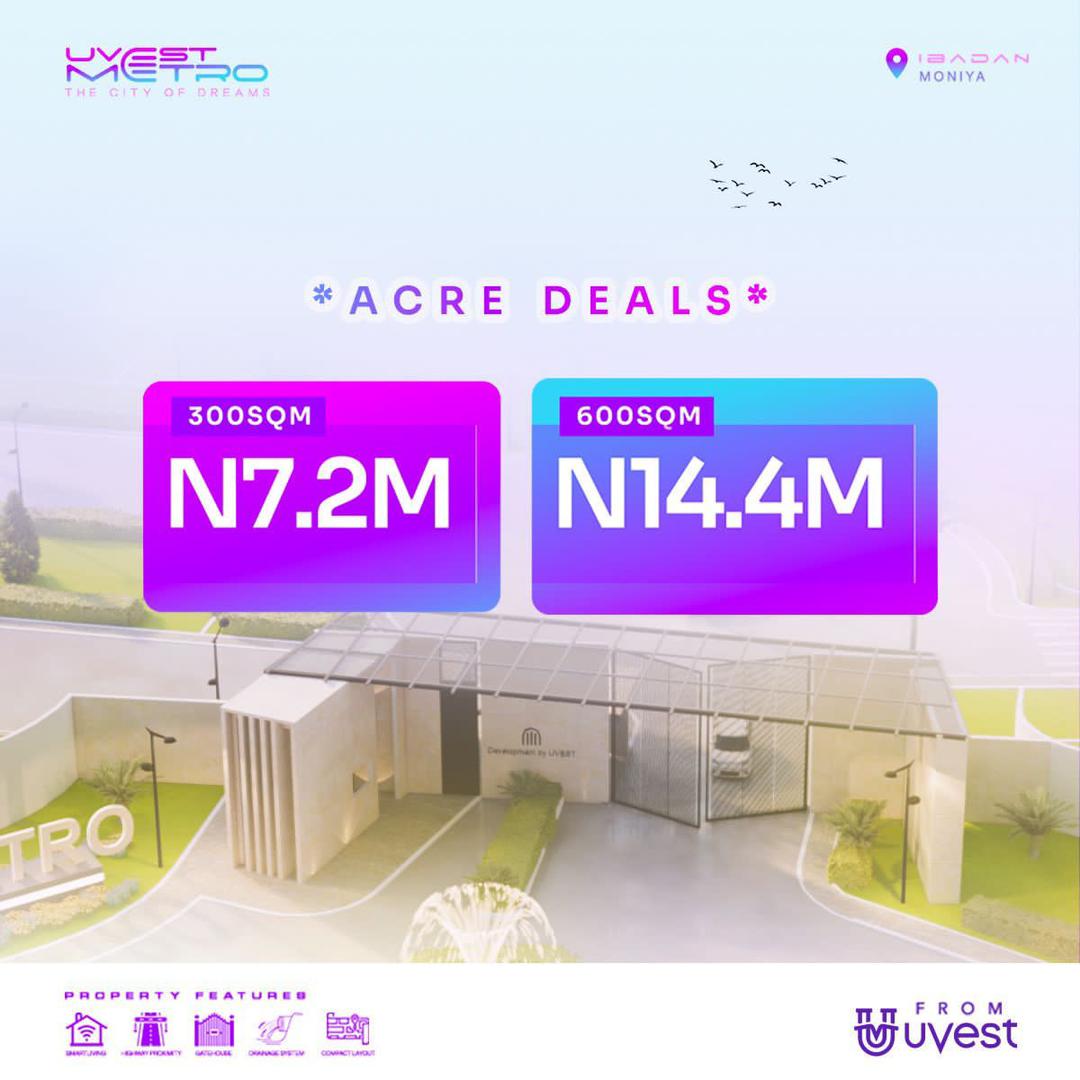 UVEST
METRO
THE CITY OF DREAMS
IBADAN
MONIYA
*ACRE DEALS*
300SQM
N7.2M
600SQM
N14.4M
Development by UVEST
TRO
PROPERTY FEATURES
SMART LIVING
HIGHWAY PROXIMITY
GATEHOUSE
DRAINAGE SYSTEM
COMPACT LAYOUT
FROM
uvest